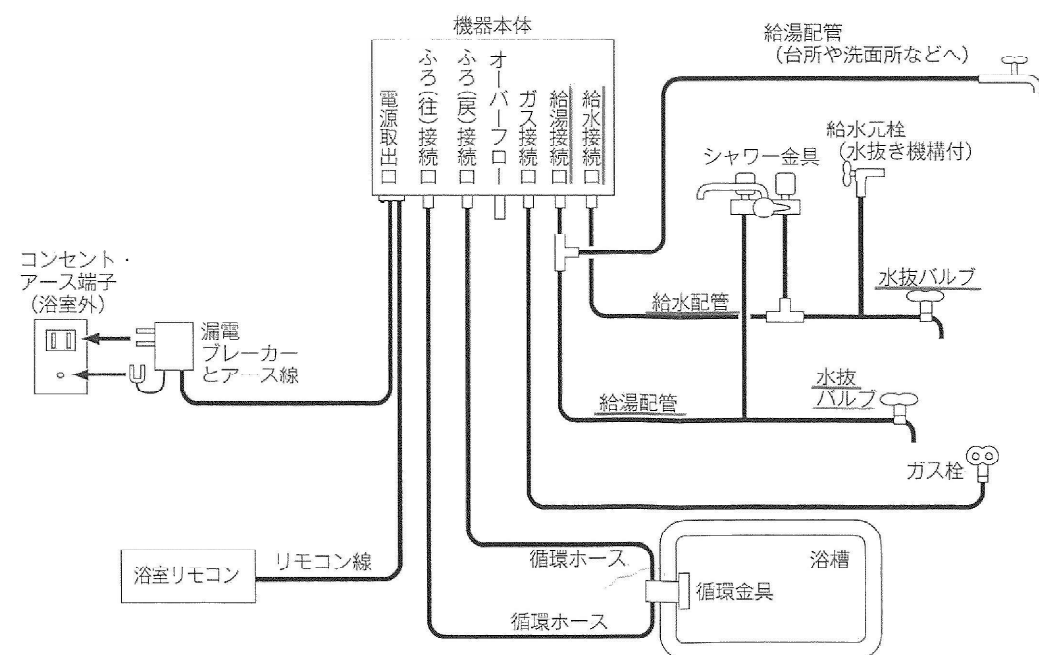 機器本体
電源取出
ふろ(往)接続
ふろ(戻)接続
オーバーフロー
ガス接続
給湯接続
給水接続
給湯配管
(台所や洗面所などへ)
給水元栓
(水抜き機構付)
シャワー金具
コンセント・
アース端子
(浴室外)
漏電
ブレーカー
とアース線
給水配管
水抜バルブ
給湯配管
水抜
バルブ
ガス栓
浴室リモコン
リモコン線
循環ホース
循環ホース
循環金具
浴槽